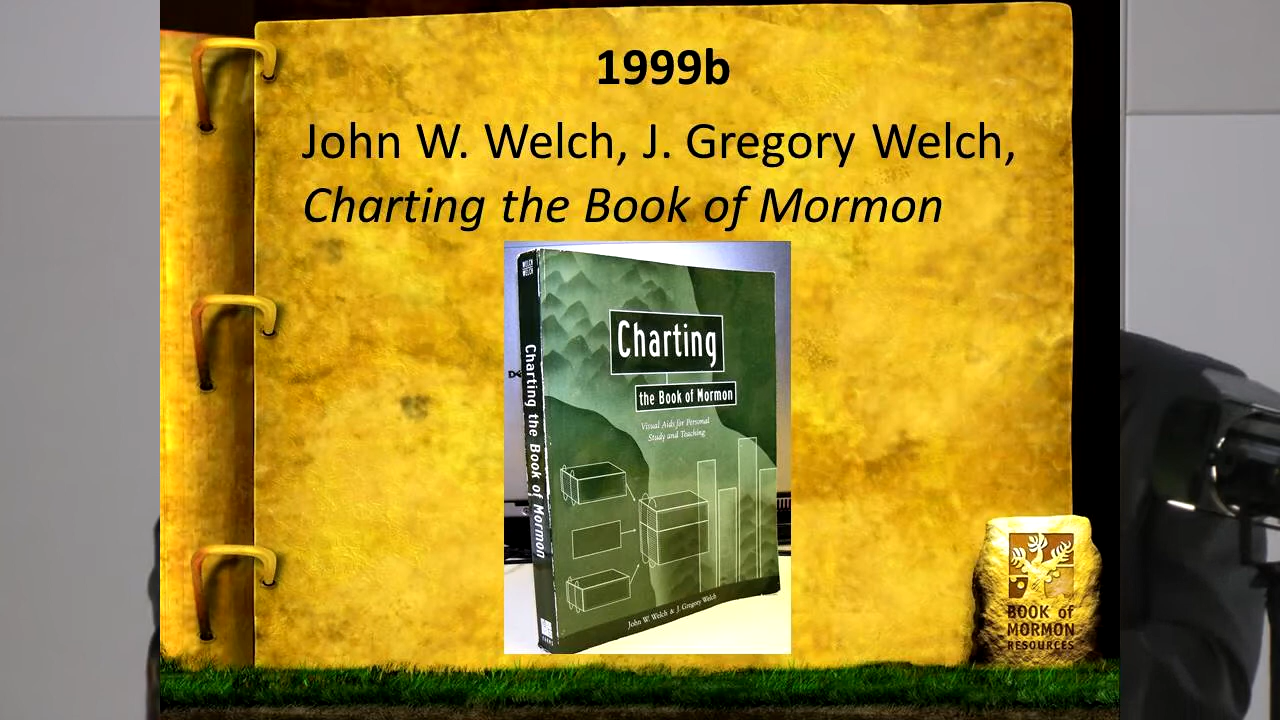 1999b
John W. Welch, J. Gregory Welch,
Charting the Book of Mormon
WELCH
WELCH
Charting the Book of Mormon
FARMS
Charting
the Book of Mormon
Visual Aids for Personal
Study and Teaching
John W. Welch & J. Gregory Welch
BOOK of
MORMON
RESOURCES